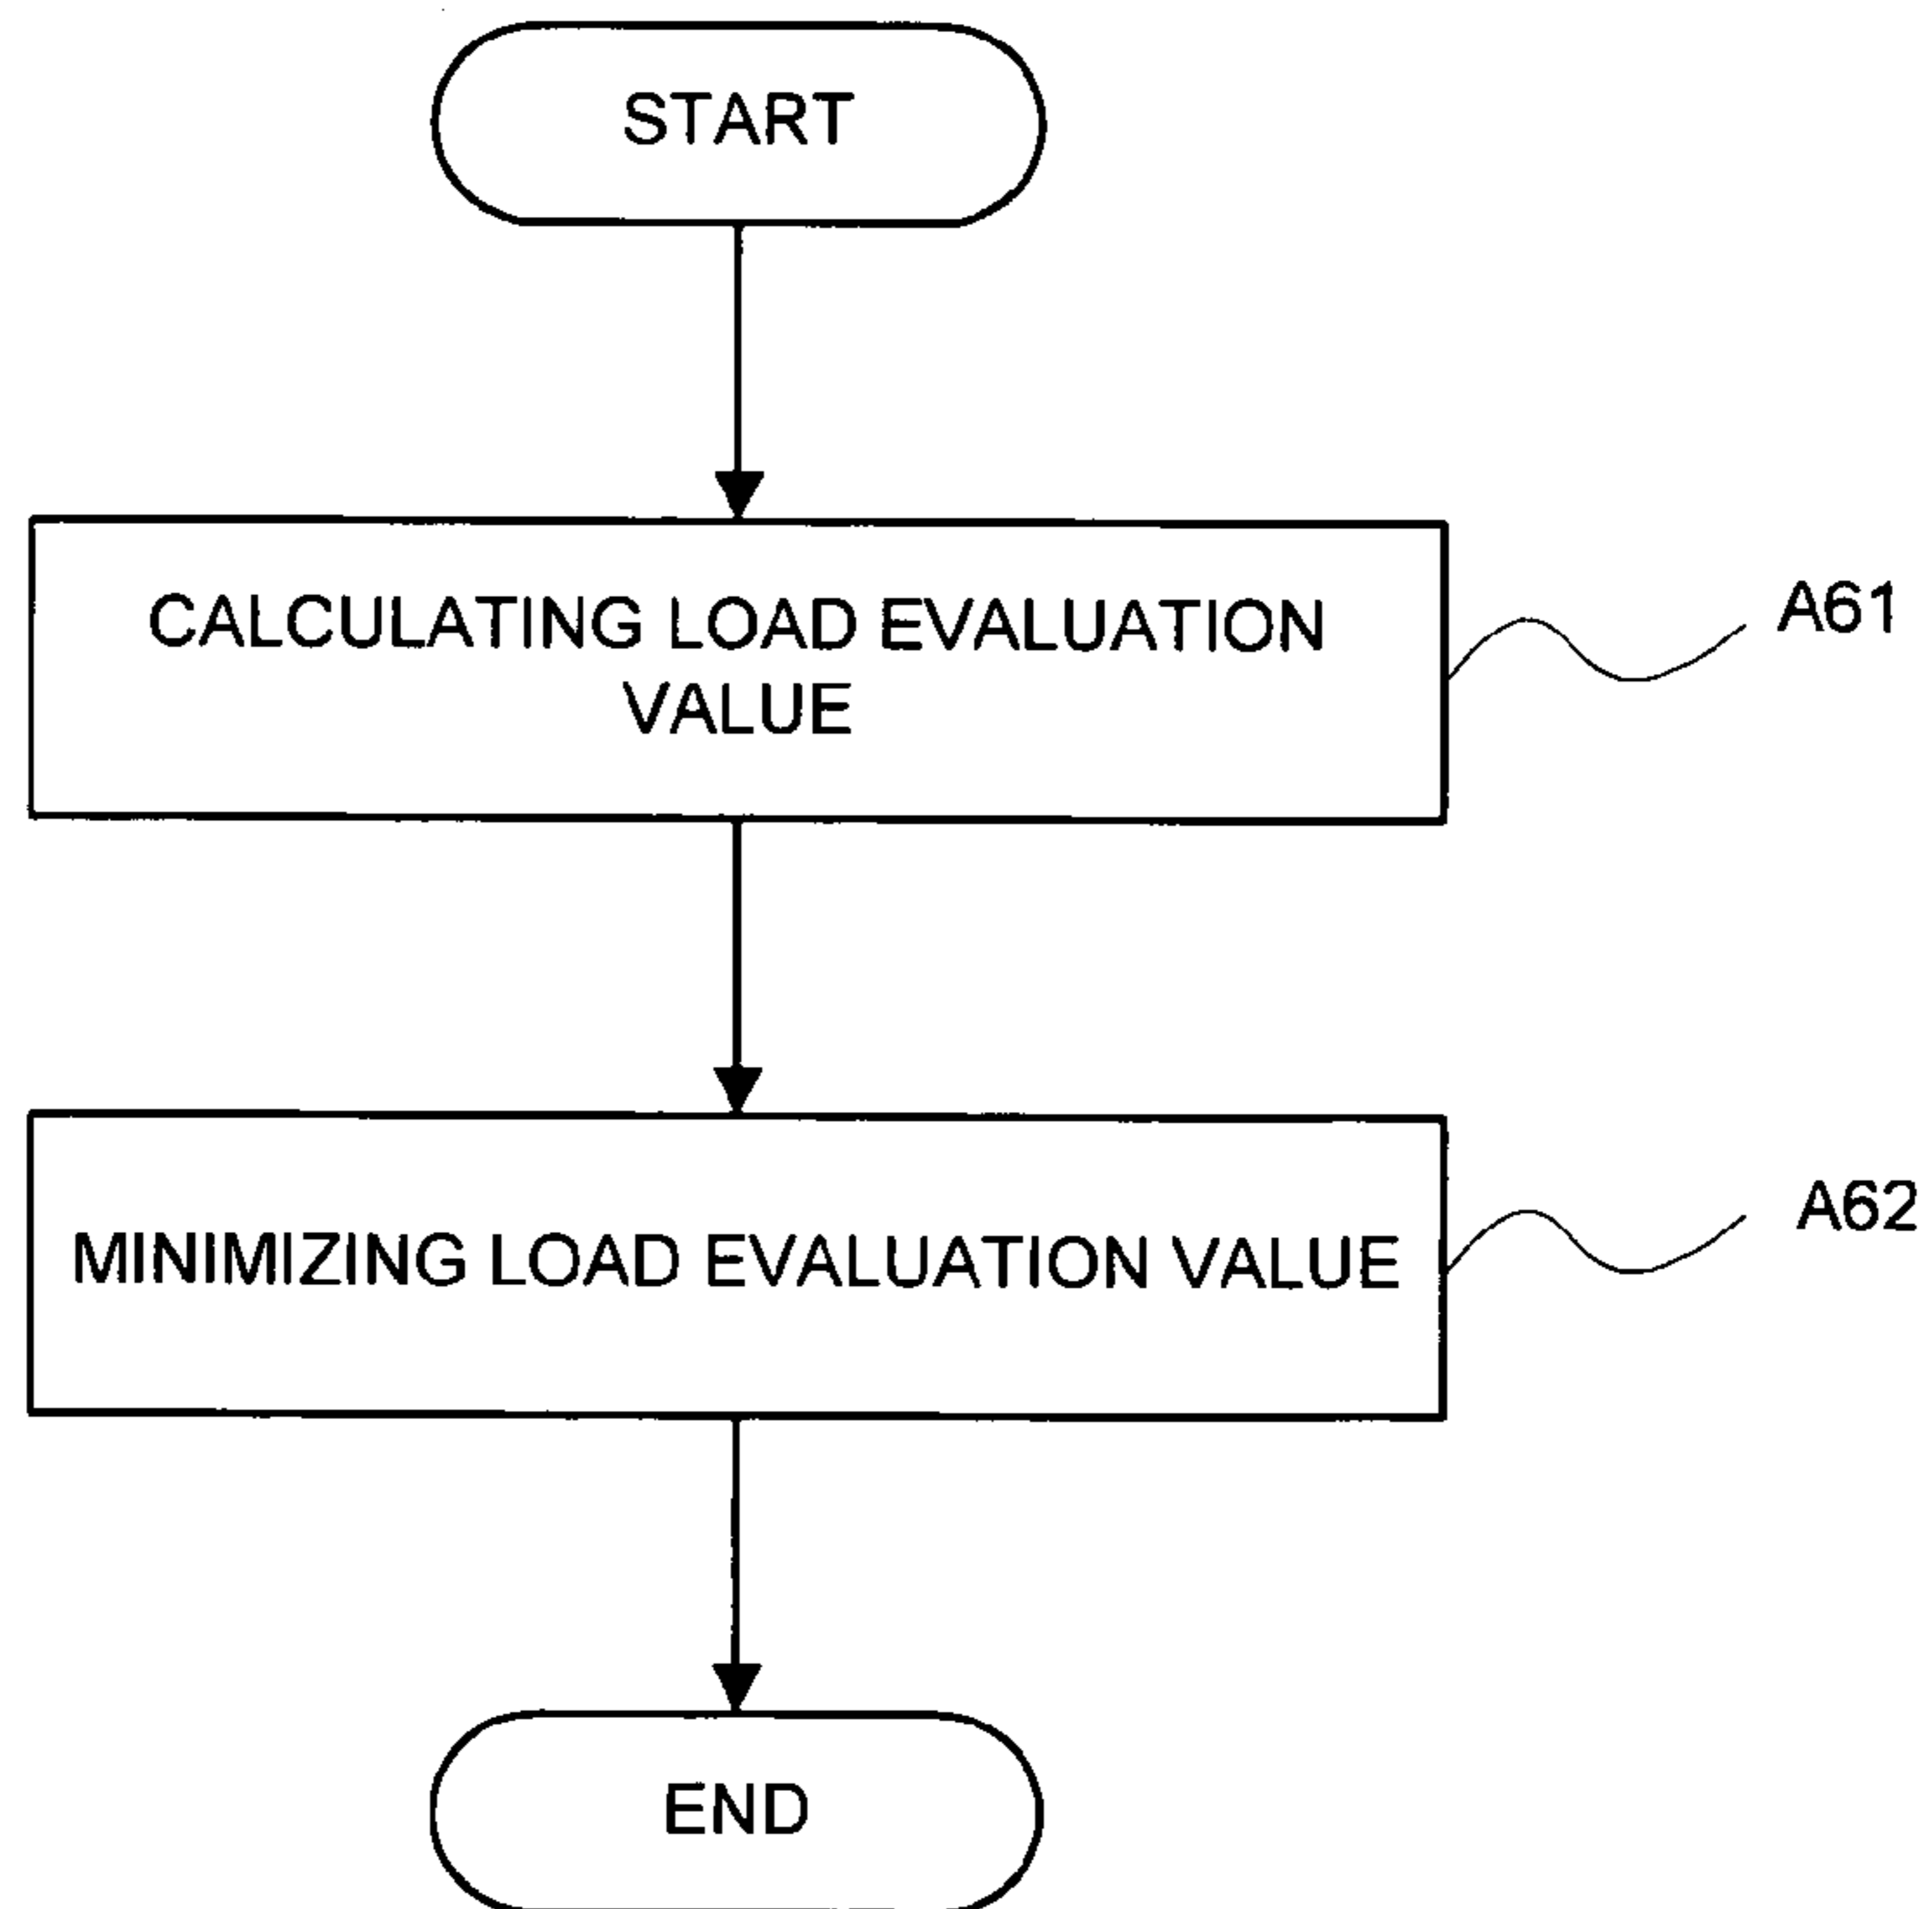 START
CALCULATING LOAD EVALUATION
VALUE
A61
MINIMIZING LOAD EVALUATION VALUE
A62
END